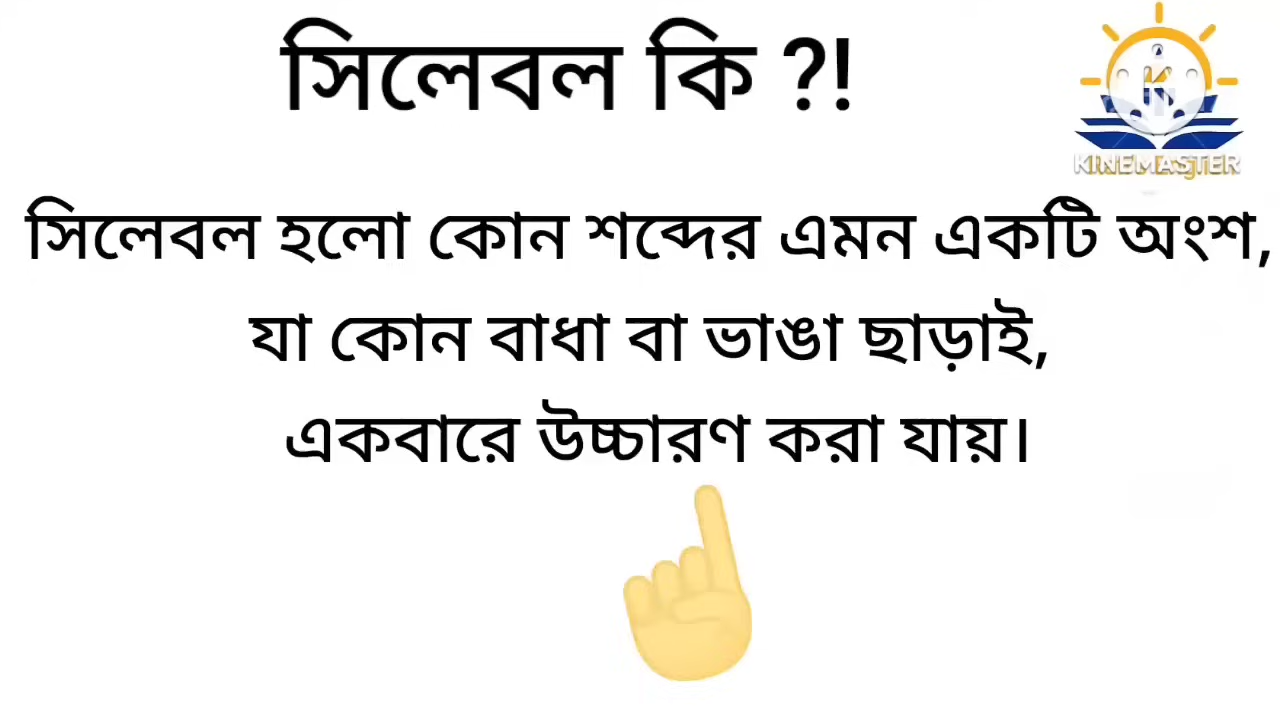 সিলেবল কি ?!
KINEMASTER
সিলেবল হলো কোন শব্দের এমন একটি অংশ,
যা কোন বাধা বা ভাঙা ছাড়াই,
একবারে উচ্চারণ করা যায়।